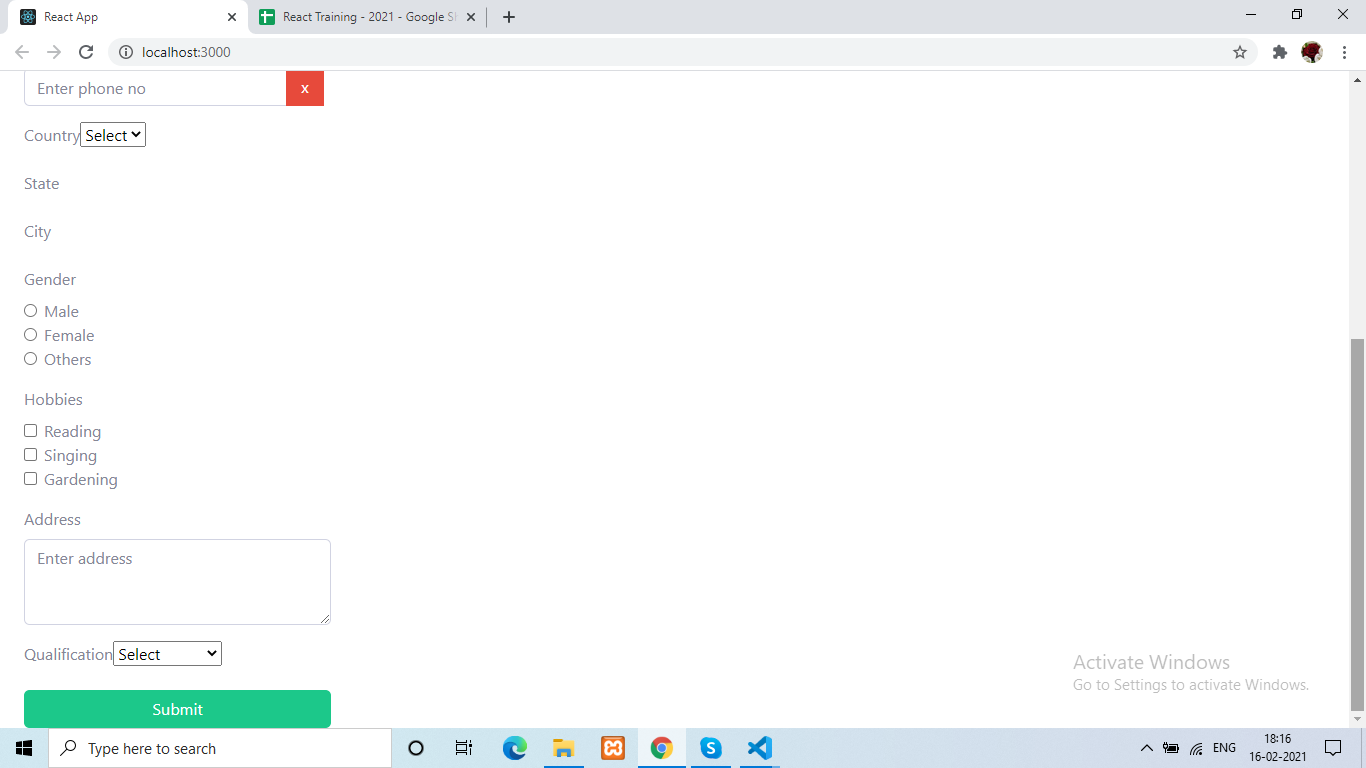 React App
React Training - 2021 - Google Sh
localhost:3000
Enter phone no
x
Country Select
State
City
Gender
Male
Female
Others
Hobbies
Reading
Singing
Gardening
Address
Enter address
Qualification Select
Submit
Activate Windows
Go to Settings to activate Windows.
Type here to search
ENG
18:16
16-02-2021